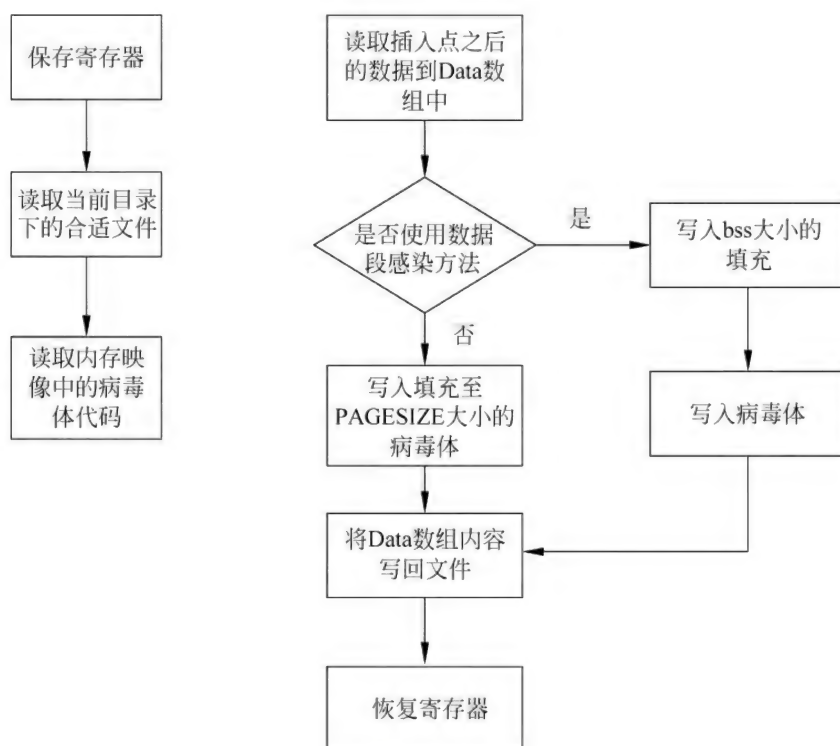 保存寄存器
读取当前目录
下的合适文件
读取内存映
像中的病毒
体代码
读取插入点之后
的数据到Data数
组中
是否使用数据
段感染方法
是
写入bss大小的
填充
写入病毒体
否
写入填充至
PAGESIZE大小的
病毒体
将Data数组内容
写回文件
恢复寄存器